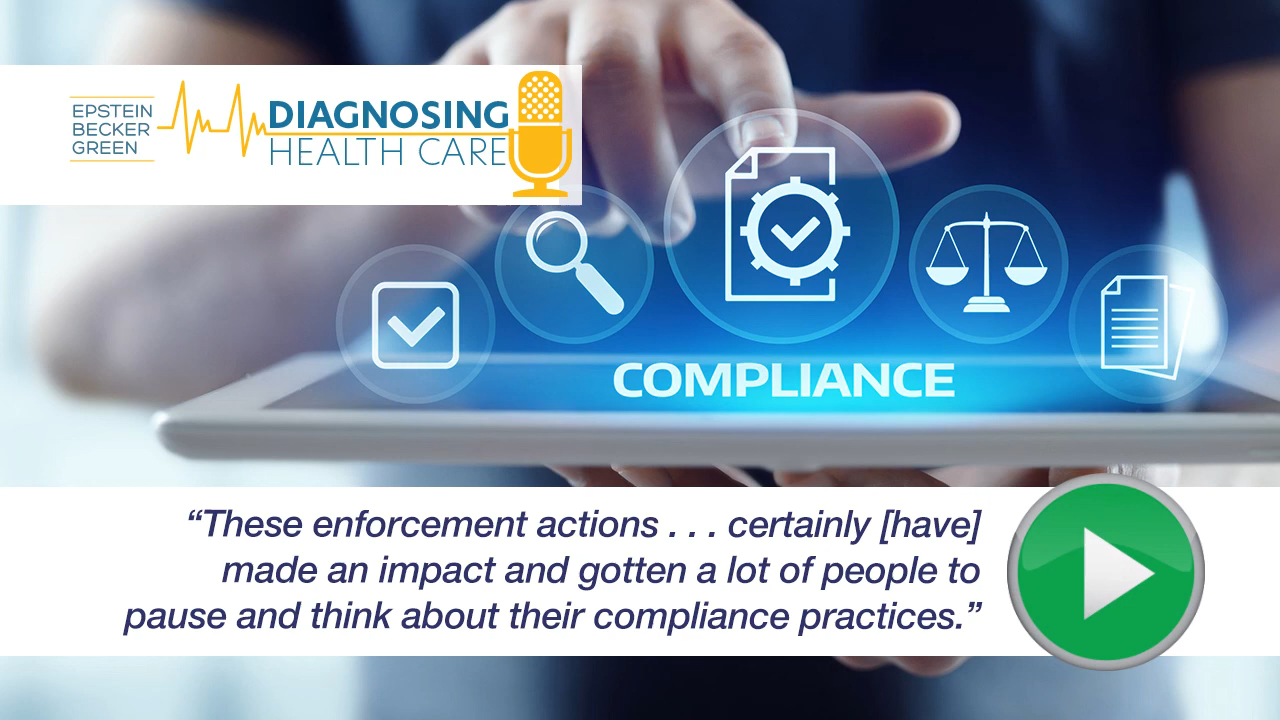 EPSTEIN
BECKER
GREEN
DIAGNOSING
HEALTH CARE
COMPLIANCE
“These enforcement actions . . . certainly [have]
made an impact and gotten a lot of people to
pause and think about their compliance practices.”